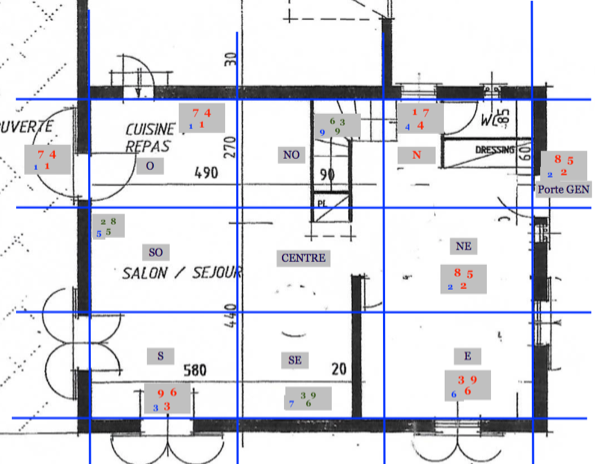 30
UVERTE
CUISINE
REPAS
7 4
1 1
O
7 4
1 1
490
270
NO
6 3
9 9
90
PL
1 7
4 4
N
WC
85
DRESSING
60
8 5
2 2
Porte GEN
2 8
5 5
SO
SALON / SEJOUR
CENTRE
NE
8 5
2 2
440
S
580
SE
20
E
9 6
3 3
3 9
7 6
3 9
6 6